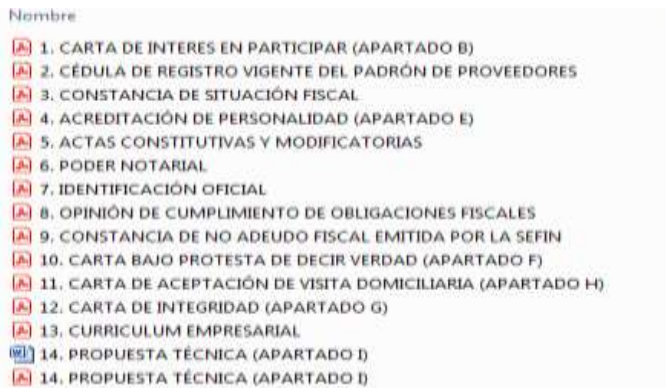 Nombre
1. CARTA DE INTERES EN PARTICIPAR (APARTADO B)
2. CÉDULA DE REGISTRO VIGENTE DEL PADRÓN DE PROVEEDORES
3. CONSTANCIA DE SITUACIÓN FISCAL
4. ACREDITACIÓN DE PERSONALIDAD (APARTADO E)
5. ACTAS CONSTITUTIVAS Y MODIFICATORIAS
6. PODER NOTARIAL
7. IDENTIFICACIÓN OFICIAL
8. OPINIÓN DE CUMPLIMIENTO DE OBLIGACIONES FISCALES
9. CONSTANCIA DE NO ADEUDO FISCAL EMITIDA POR LA SEFIN
10. CARTA BAJO PROTESTA DE DECIR VERDAD (APARTADO F)
11. CARTA DE ACEPTACIÓN DE VISITA DOMICILIARIA (APARTADO H)
12. CARTA DE INTEGRIDAD (APARTADO G)
13. CURRICULUM EMPRESARIAL
14. PROPUESTA TÉCNICA (APARTADO I)
14. PROPUESTA TÉCNICA (APARTADO I)